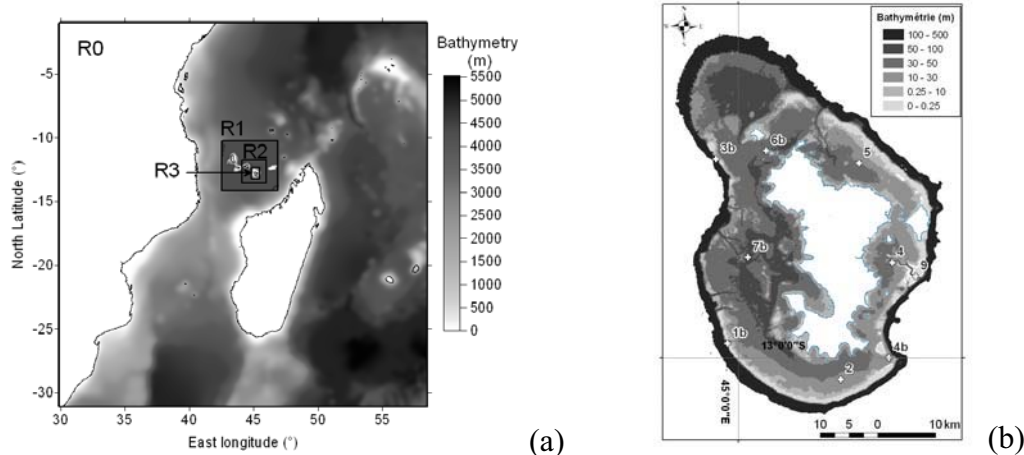 R0
R1
R2
R3
-5
-10
-15
-20
-25
-30
North Latitude (°)
30
35
40
45
50
55
East longitude (°)
Bathymetry
(m)
5500
5000
4500
4000
3500
3000
2500
2000
1500
1000
500
0
(a)
Bathymétrie (m)
100 - 500
50 - 100
30 - 50
10 - 30
0.25 - 10
0 - 0.25
3b
6b
5
7b
4
9
1b
13°0'0"S
4b
2
45°0'0"E
10 5 0 10 km
(b)